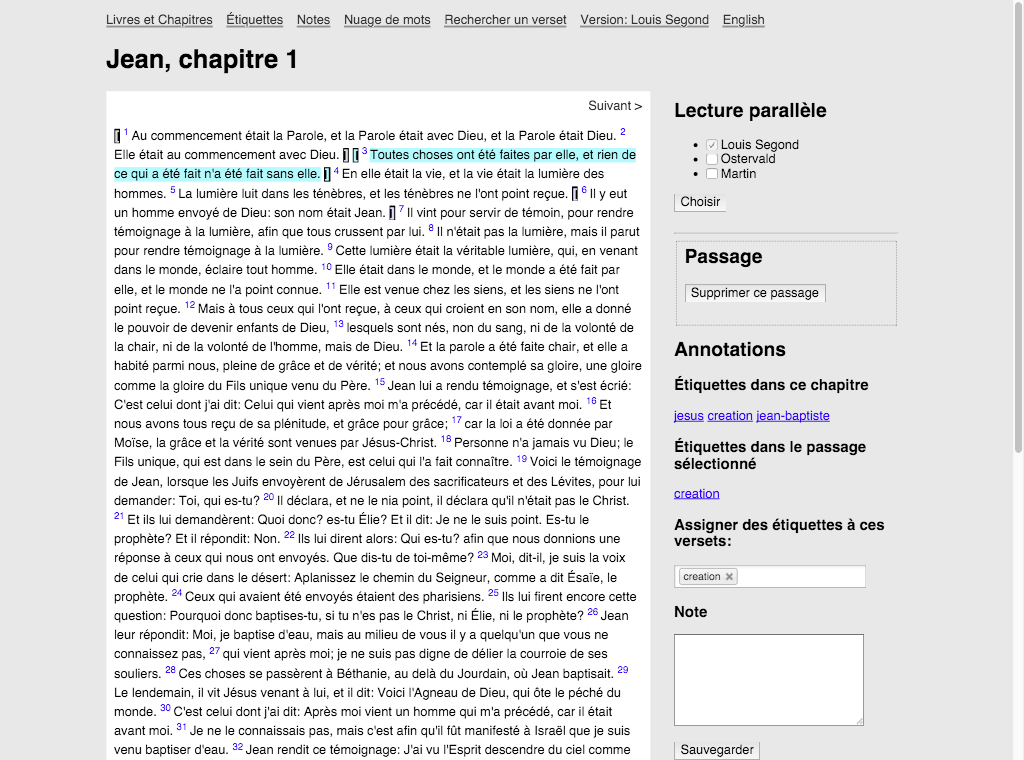 Livres et Chapitres Étiquettes Notes Nuage de mots Rechercher un verset Version: Louis Segond English
Jean, chapitre 1
Suivant >
[ 1 Au commencement était la Parole, et la Parole était avec Dieu, et la Parole était Dieu. 2
Elle était au commencement avec Dieu. ] [ 3 Toutes choses ont été faites par elle, et rien de
ce qui a été fait n'a été fait sans elle. ] 4 En elle était la vie, et la vie était la lumière des
hommes. 5 La lumière luit dans les ténèbres, et les ténèbres ne l'ont point reçue. [ 6 Il y eut
un homme envoyé de Dieu: son nom était Jean. ] 7 Il vint pour servir de témoin, pour rendre
témoignage à la lumière, afin que tous crussent par lui. 8 Il n'était pas la lumière, mais il parut
pour rendre témoignage à la lumière. 9 Cette lumière était la véritable lumière, qui, en venant
dans le monde, éclaire tout homme. 10 Elle était dans le monde, et le monde a été fait par
elle, et le monde ne l'a point connue. 11 Elle est venue chez les siens, et les siens ne l'ont
point reçue. 12 Mais à tous ceux qui l'ont reçue, à ceux qui croient en son nom, elle a donné
le pouvoir de devenir enfants de Dieu, 13 lesquels sont nés, non du sang, ni de la volonté de
la chair, ni de la volonté de l'homme, mais de Dieu. 14 Et la parole a été faite chair, et elle a
habité parmi nous, pleine de grâce et de vérité; et nous avons contemplé sa gloire, une gloire
comme la gloire du Fils unique venu du Père. 15 Jean lui a rendu témoignage, et s'est écrié:
C'est celui dont j'ai dit: Celui qui vient après moi m'a précédé, car il était avant moi. 16 Et
nous avons tous reçu de sa plénitude, et grâce pour grâce; 17 car la loi a été donnée par
Moïse, la grâce et la vérité sont venues par Jésus-Christ. 18 Personne n'a jamais vu Dieu; le
Fils unique, qui est dans le sein du Père, est celui qui l'a fait connaître. 19 Voici le témoignage
de Jean, lorsque les Juifs envoyèrent de Jérusalem des sacrificateurs et des Lévites, pour lui
demander: Toi, qui es-tu? 20 Il déclara, et ne le nia point, il déclara qu'il n'était pas le Christ.
21 Et ils lui demandèrent: Quoi donc? es-tu Élie? Et il dit: Je ne le suis point. Es-tu le
prophète? Et il répondit: Non. 22 Ils lui dirent alors: Qui es-tu? afin que nous donnions une
réponse à ceux qui nous ont envoyés. Que dis-tu de toi-même? 23 Moi, dit-il, je suis la voix
de celui qui crie dans le désert: Aplanissez le chemin du Seigneur, comme a dit Ésaïe, le
prophète. 24 Ceux qui avaient été envoyés étaient des pharisiens. 25 Ils lui firent encore cette
question: Pourquoi donc baptises-tu, si tu n'es pas le Christ, ni Élie, ni le prophète? 26 Jean
leur répondit: Moi, je baptise d'eau, mais au milieu de vous il y a quelqu'un que vous ne
connaissez pas, 27 qui vient après moi; je ne suis pas digne de délier la courroie de ses
souliers. 28 Ces choses se passèrent à Béthanie, au delà du Jourdain, où Jean baptisait. 29
Le lendemain, il vit Jésus venant à lui, et il dit: Voici l'Agneau de Dieu, qui ôte le péché du
monde. 30 C'est celui dont j'ai dit: Après moi vient un homme qui m'a précédé, car il était
avant moi. 31 Je ne le connaissais pas, mais c'est afin qu'il fût manifesté à Israël que je suis
venu baptiser d'eau. 32 Jean rendit ce témoignage: J'ai vu l'Esprit descendre du ciel comme
Lecture parallèle
Louis Segond
Ostervald
Martin
Choisir
Passage
Supprimer ce passage
Annotations
Étiquettes dans ce chapitre
jesus creation jean-baptiste
Étiquettes dans le passage
sélectionné
creation
Assigner des étiquettes à ces
versets:
creation
Note
Sauvegarder